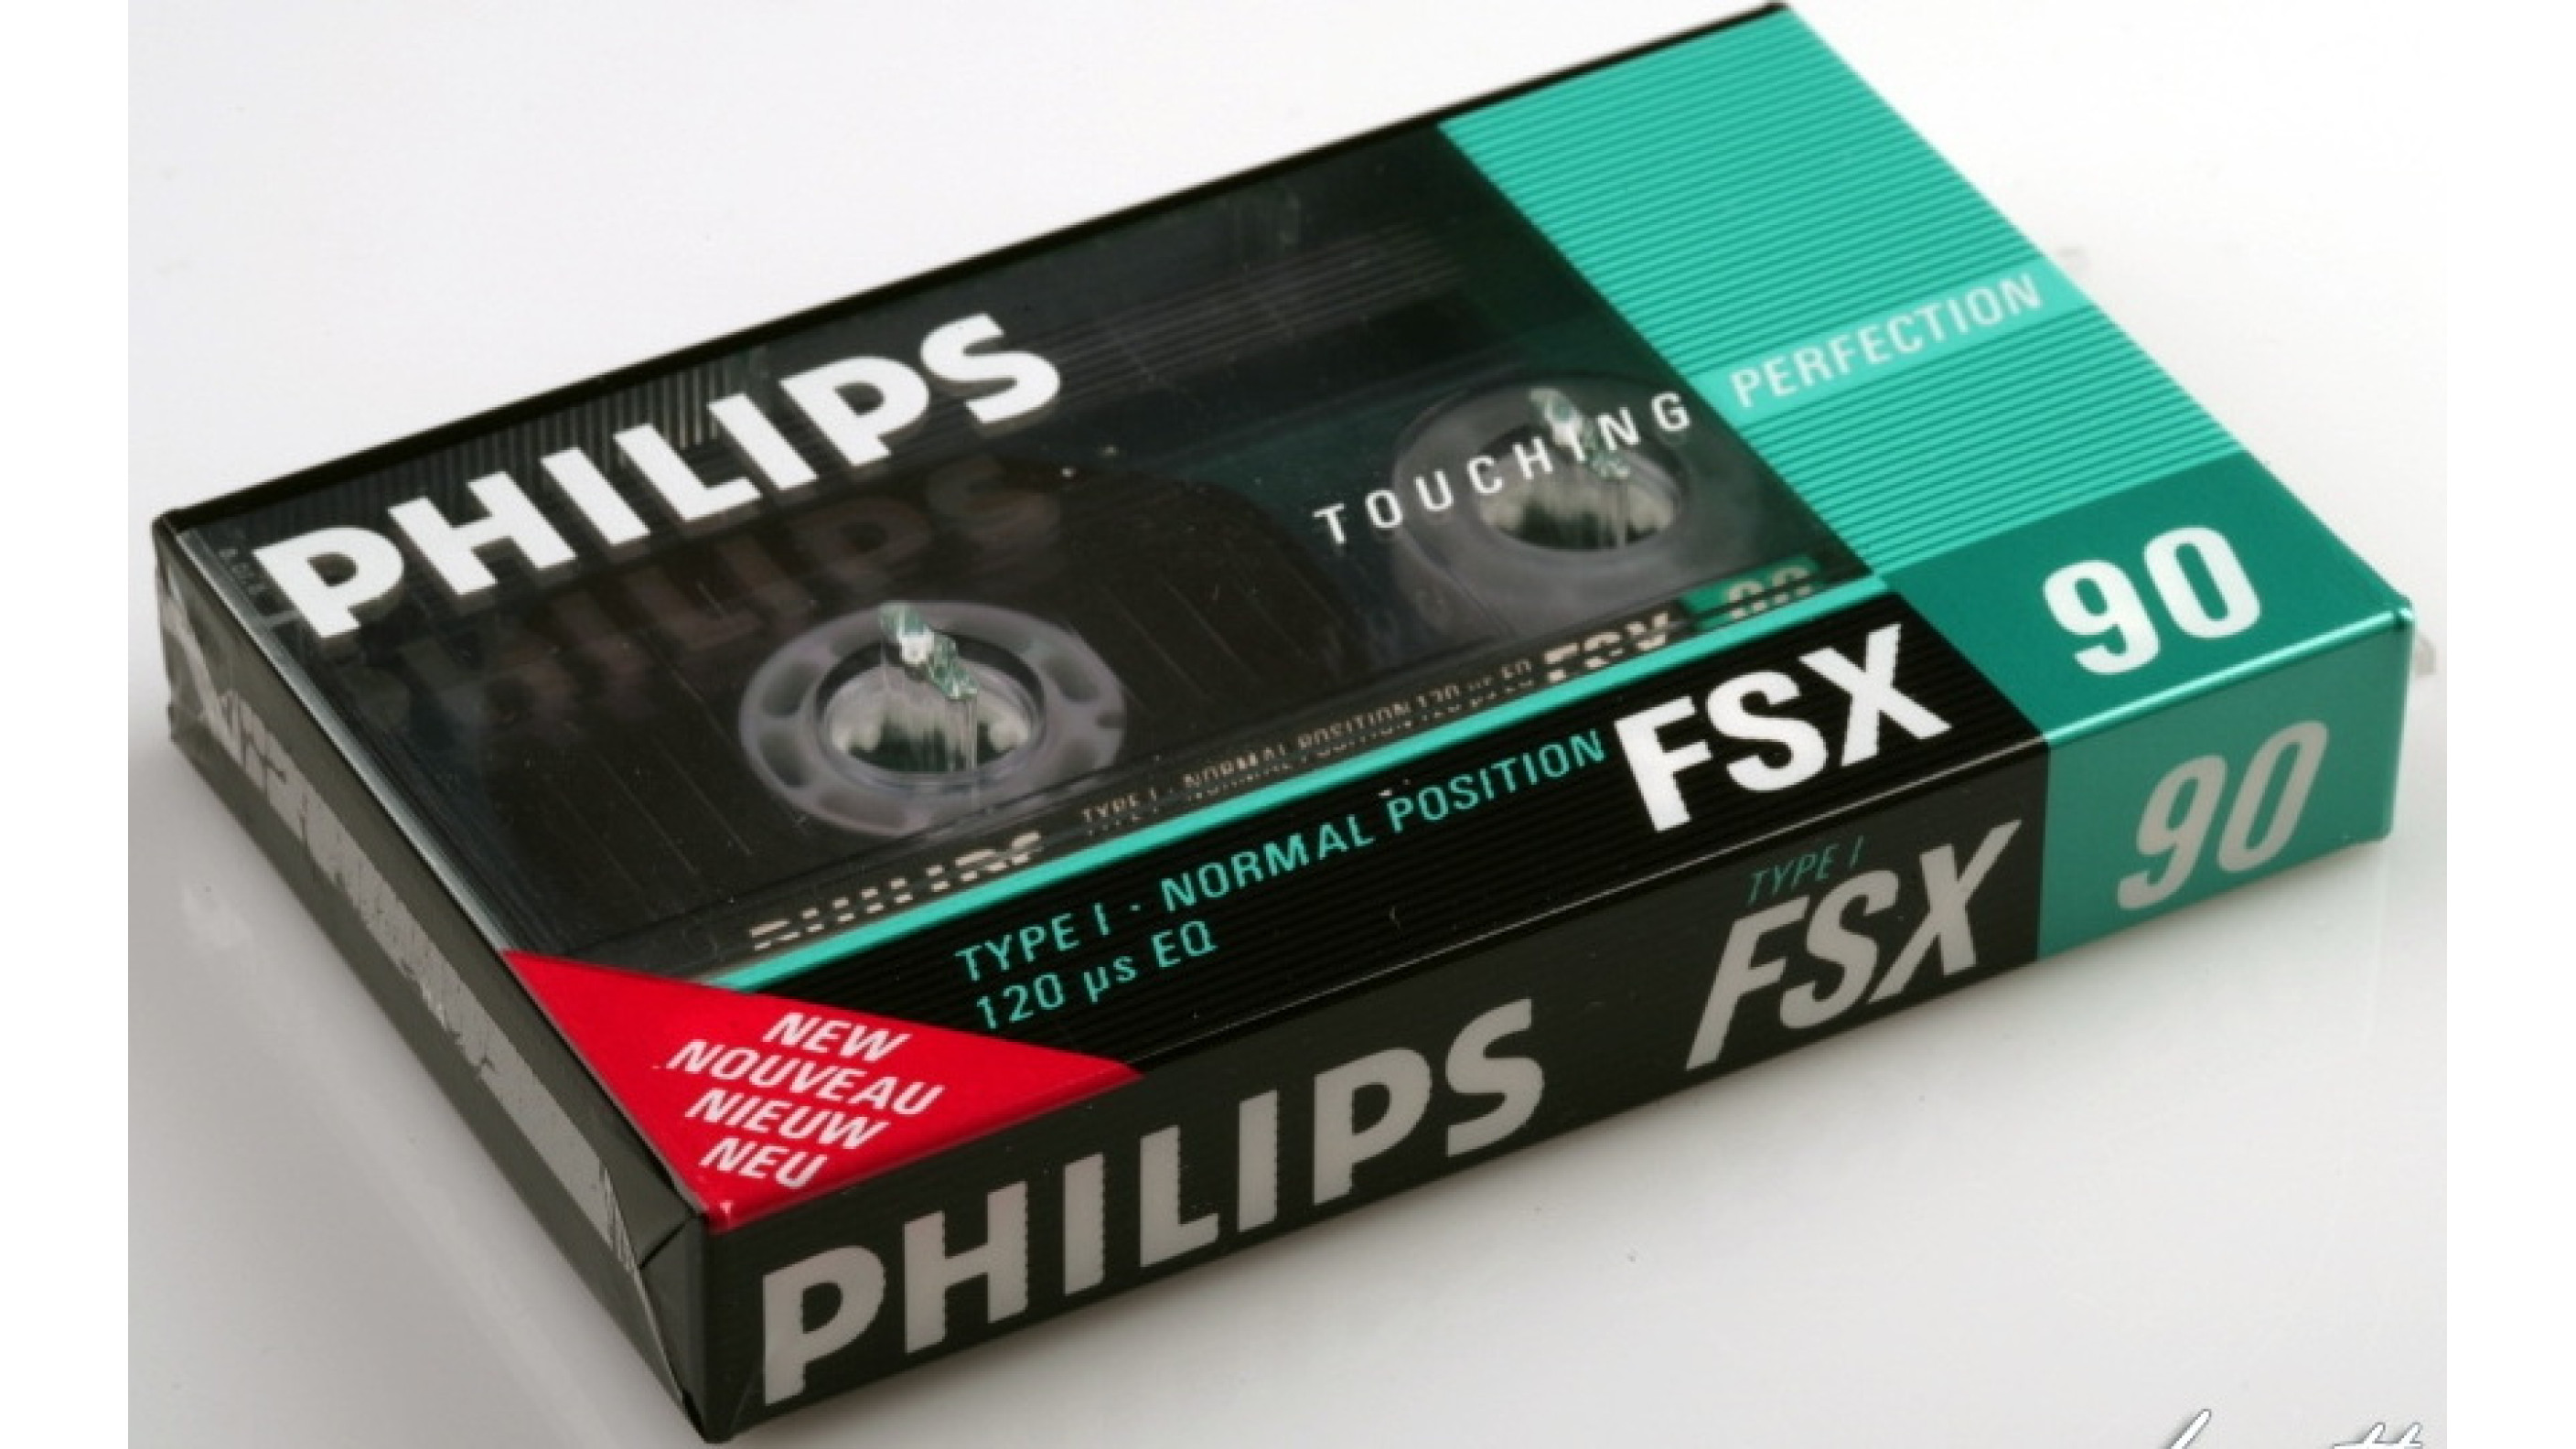 PHILIPS
TOUCHING PERFECTION
90
FSX
TYPE I · NORMAL POSITION
120 µs EQ
TYPE I · NORMAL POSITION 120 µs EQ
NEW
NOUVEAU
NIEUW
NEU
PHILIPS
TYPE I
FSX
90